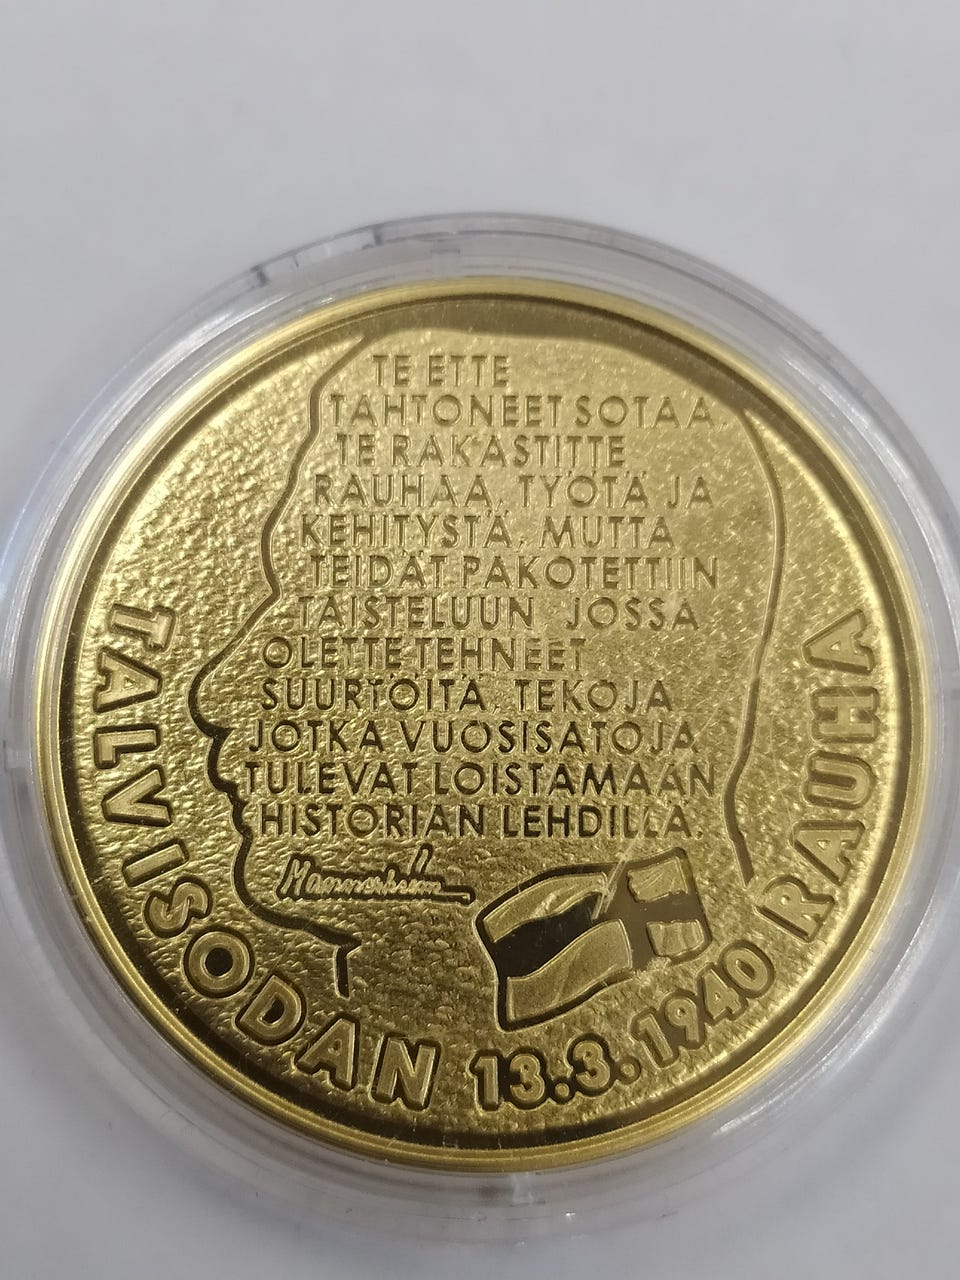 TE ETTE
TAHTONEET SOTAA,
TE RAKASTITTE
RAUHAA, TYÖTÄ JA
KEHITYSTÄ, MUTTA
TEIDÄT PAKOTETTIIN
TAISTELUUN JOSSA
OLETTE TEHNEET
SUURTÖITÄ, TEKOJA
JOTKA VUOSISATOJA
TULEVAT LOISTAMAAN
HISTORIAN LEHDILLÄ.
Mannerheim
TALVISODAN 13.3.1940 RAUHA